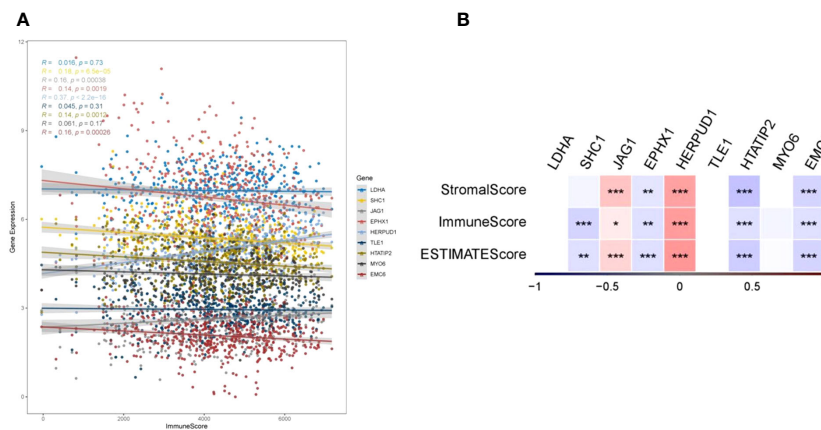 A
B
12
9
6
3
0
Gene Expression
R = 0.016, p = 0.73
R = 0.16, p = 0.00038
R = 0.14, p = 0.0019
R = 0.37, p = 2.2e−16
R = 0.045, p = 0.31
R = 0.14, p = 0.0012
R = 0.061, p = 0.17
R = 0.16, p = 0.00026
0 2000 4000 6000
ImmuneScore
Gene
LDHA
SHC1
JAG1
EPHX1
HERPUD1
TLE1
HTATIP2
MYO6
EMC6
LDHA SHC1 JAG1 EPHX1 HERPUD1 TLE1 HTATIP2 MYO6
StromalScore *** ** *** *** ***
ImmuneScore *** * ** *** *** ***
ESTIMATEScore ** *** *** *** *** ***
−1 −0.5 0 0.5